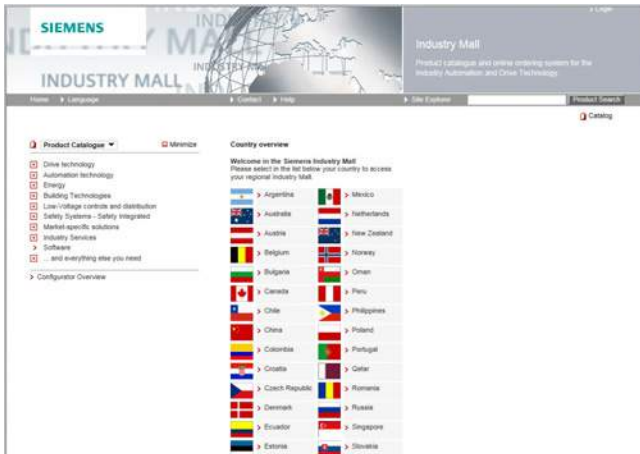 Login
SIEMENS
INDUSTRY MALL
Industry Mall
Product catalogue and online ordering system for the
Industry Automation and Drive Technology.
Home Language Contact Help Site Explorer Product Search
Catalog
Product Catalogue Minimize
Drive technology
Automation technology
Energy
Building Technologies
Low-Voltage controls and distribution
Safety Systems - Safety Integrated
Market-specific solutions
Industry Services
Software
... and everything else you need
Configurator Overview
Country overview
Welcome in the Siemens Industry Mall
Please select in the list below your country to access
your regional Industry Mall.
Argentina Mexico
Australia Netherlands
Austria New Zealand
Belgium Norway
Bulgaria Oman
Canada Peru
Chile Philippines
China Poland
Colombia Portugal
Croatia Qatar
Czech Republic Romania
Denmark Russia
Ecuador Singapore
Estonia Slovakia